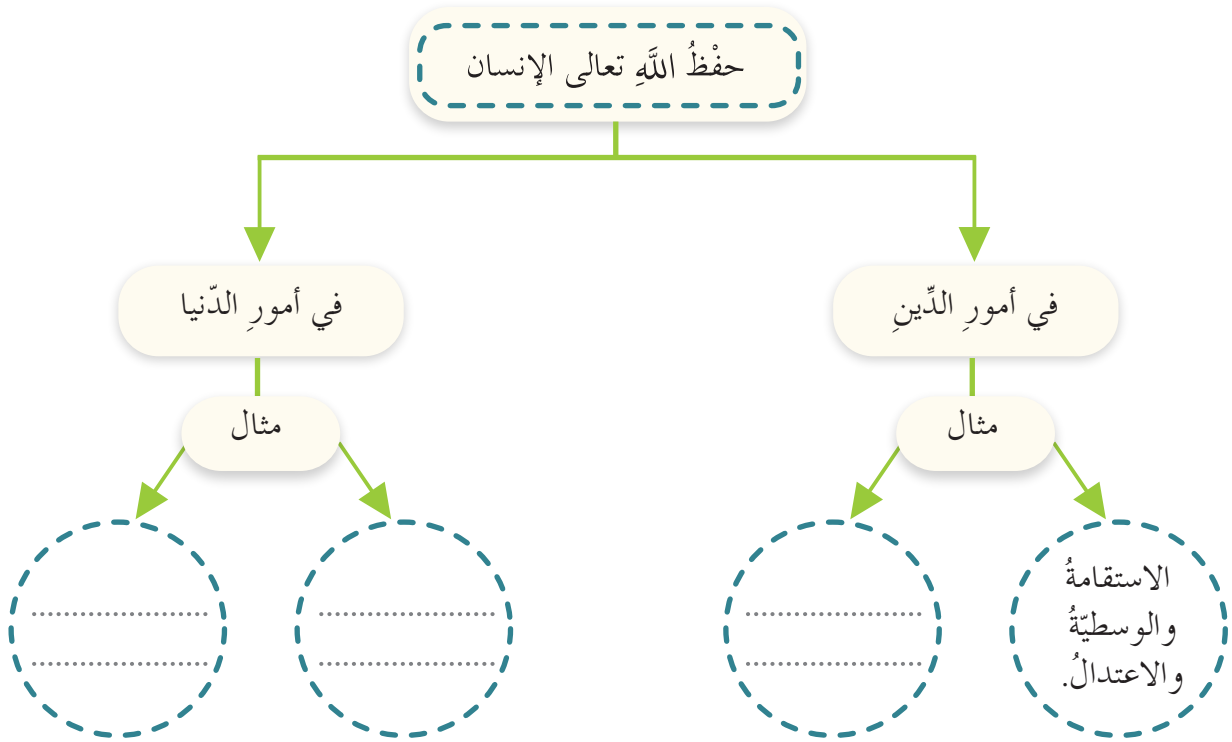 حفْظُ اللَّهِ تعالى الإنسان
في أمورِ الدِّينِ
في أمورِ الدّنيا
مثال
مثال
الاستقامةُ
والوسطيّةُ
والاعتدالُ.